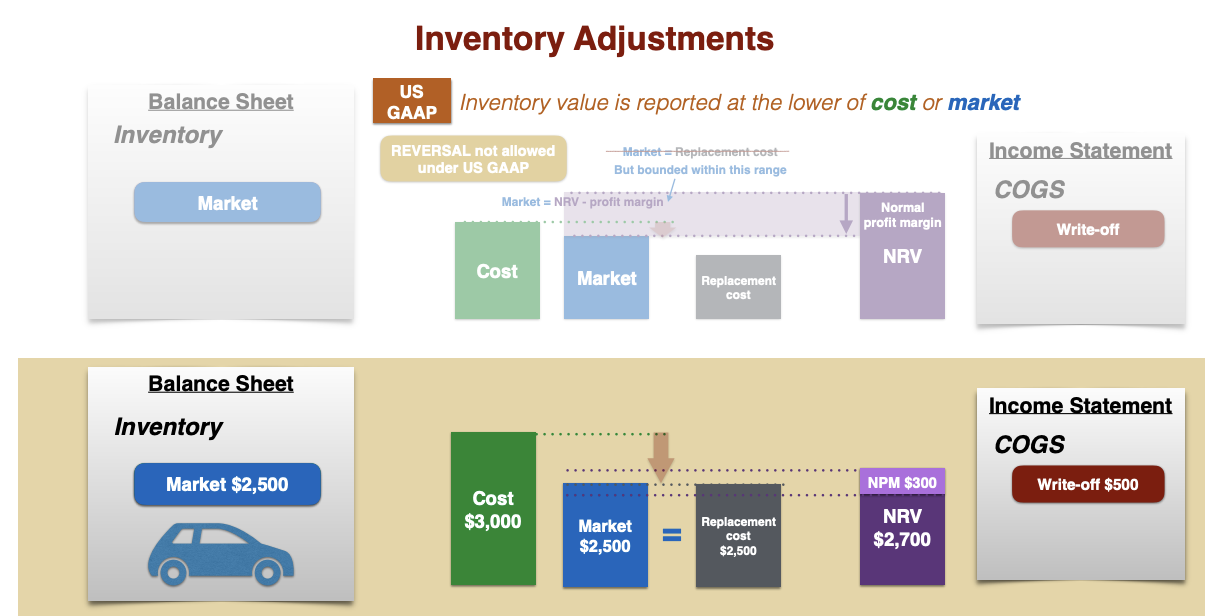 Inventory Adjustments
Balance Sheet
Inventory
Market
US
GAAP
Inventory value is reported at the lower of cost or market
REVERSAL not allowed
under US GAAP
Market = Replacement cost
But bounded within this range
Market = NRV - profit margin
Cost
Market
Replacement
cost
Normal
profit margin
NRV
Income Statement
COGS
Write-off
Balance Sheet
Inventory
Market $2,500
Cost
$3,000
Market
$2,500
=
Replacement
cost
$2,500
NPM $300
NRV
$2,700
Income Statement
COGS
Write-off $500